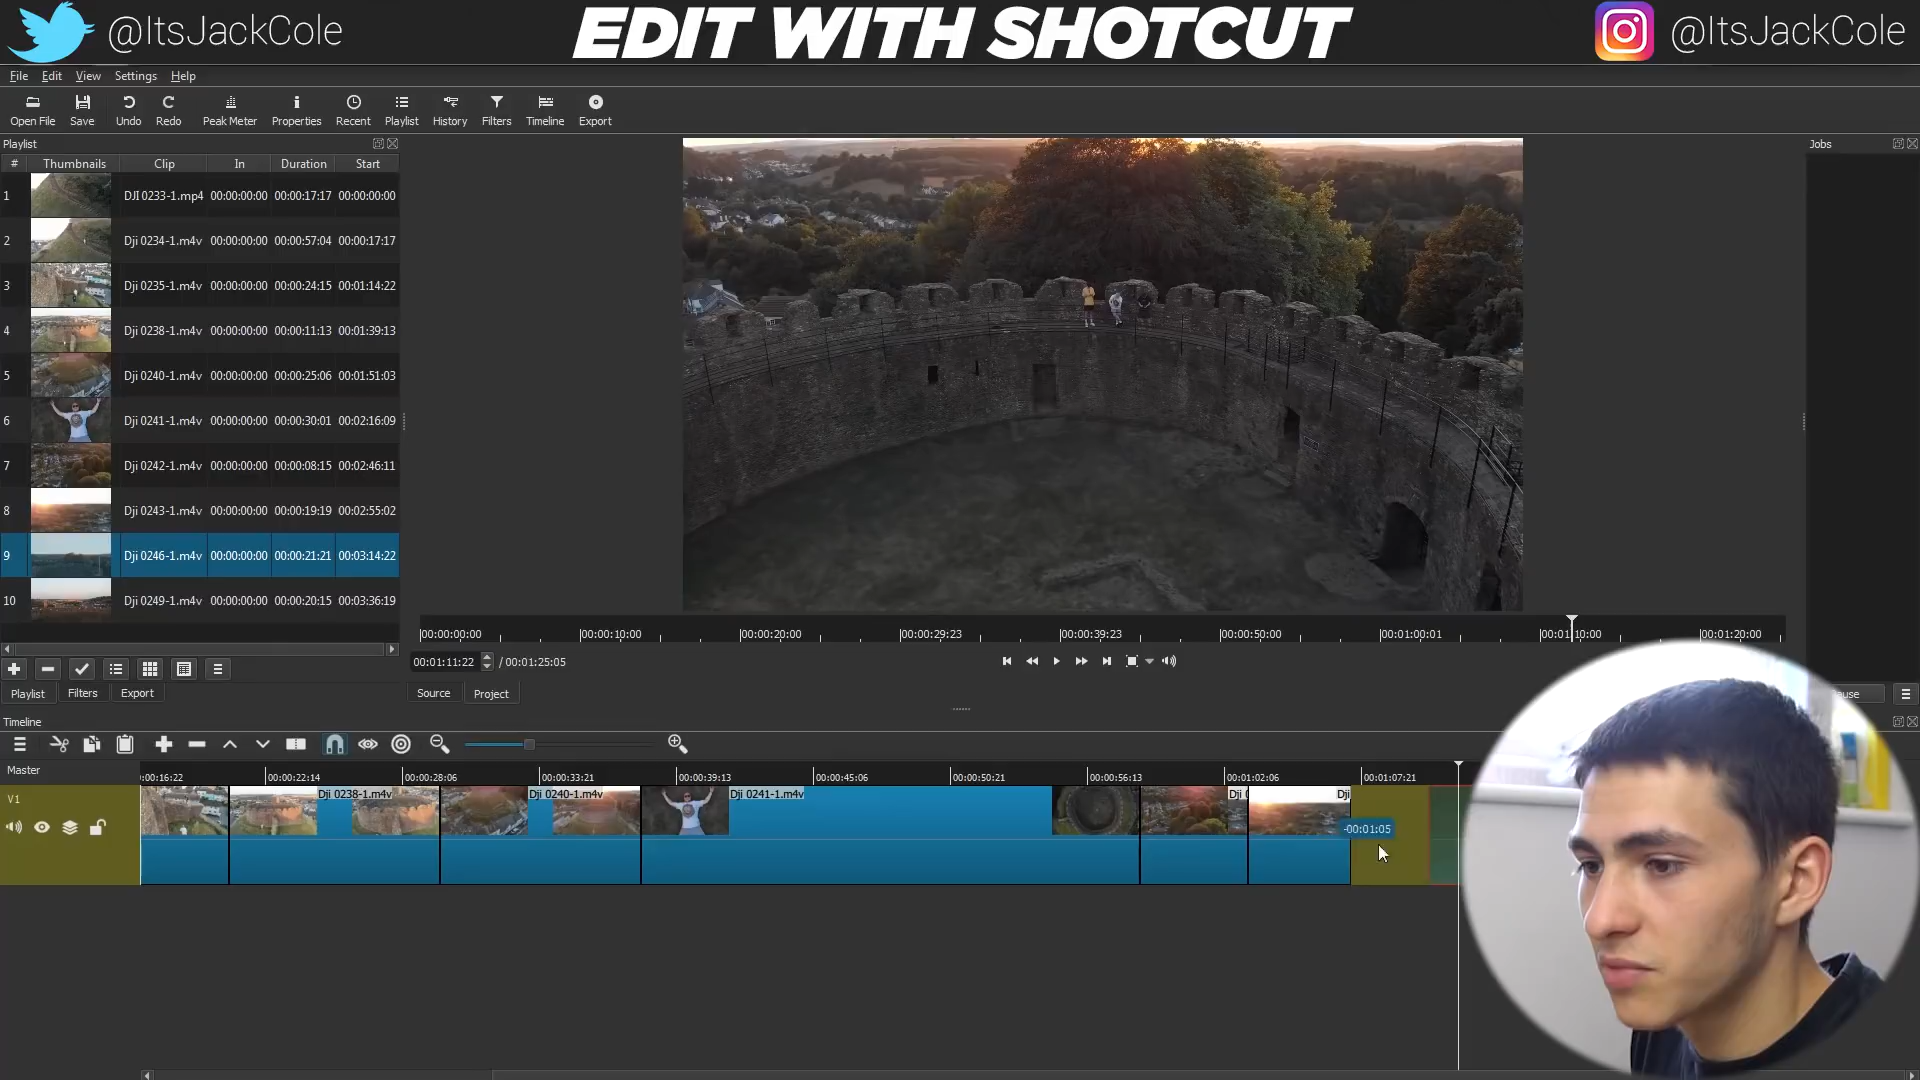 @ItsJackCole
EDIT WITH SHOTCUT
@ItsJackCole
File Edit View Settings Help
Open File Save Undo Redo Peak Meter Properties Recent Playlist History Filters Timeline Export
Playlist
Jobs
# Thumbnails Clip In Duration Start
1 DJI 0233-1.mp4 00:00:00:00 00:00:17:17 00:00:00:00
2 Dji 0234-1.m4v 00:00:00:00 00:00:57:04 00:00:17:17
3 Dji 0235-1.m4v 00:00:00:00 00:00:24:15 00:01:14:22
4 Dji 0238-1.m4v 00:00:00:00 00:00:11:13 00:01:39:13
5 Dji 0240-1.m4v 00:00:00:00 00:00:25:06 00:01:51:03
6 Dji 0241-1.m4v 00:00:00:00 00:00:30:01 00:02:16:09
7 Dji 0242-1.m4v 00:00:00:00 00:00:08:15 00:02:46:11
8 Dji 0243-1.m4v 00:00:00:00 00:00:19:19 00:02:55:02
9 Dji 0246-1.m4v 00:00:00:00 00:00:21:21 00:03:14:22
10 Dji 0249-1.m4v 00:00:00:00 00:00:20:15 00:03:36:19
00:00:00:00 00:00:10:00 00:00:20:00 00:00:29:23 00:00:39:23 00:00:50:00 00:01:00:01 00:01:10:00 00:01:20:00
00:01:11:22 / 00:01:25:05
Playlist Filters Export
Source Project
ause
Timeline
Master
:00:16:22 00:00:22:14 00:00:28:06 00:00:33:21 00:00:39:13 00:00:45:06 00:00:50:21 00:00:56:13 00:01:02:06 00:01:07:21
V1
Dji 0238-1.m4v Dji 0240-1.m4v Dji 0241-1.m4v Dji Dji
-00:01:05